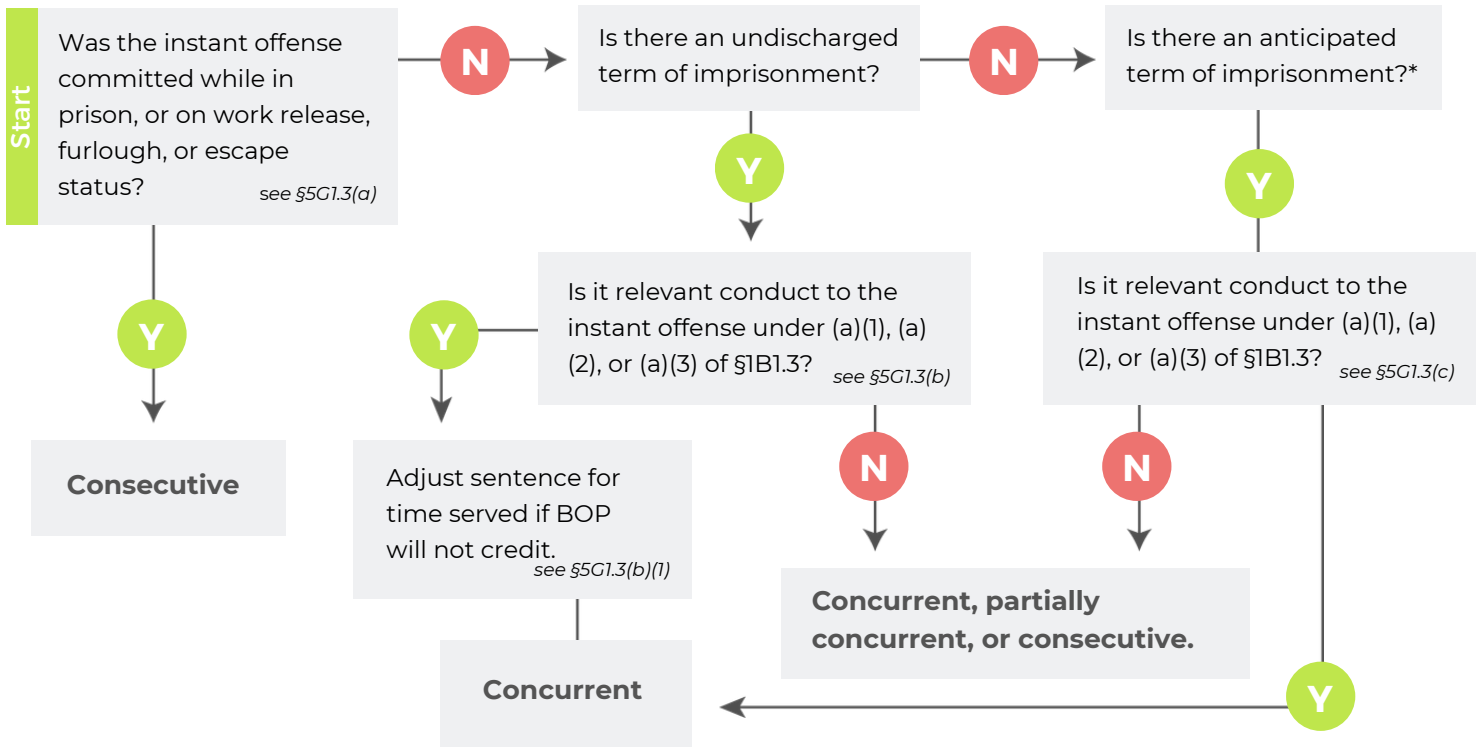 Start
Was the instant offense
committed while in
prison, or on work release,
furlough, or escape
status?
see §5G1.3(a)
N
Is there an undischarged
term of imprisonment?
N
Is there an anticipated
term of imprisonment?*
Y
Y
Y
Y
Is it relevant conduct to the
instant offense under (a)(1), (a)
(2), or (a)(3) of §1B1.3?
see §5G1.3(b)
Is it relevant conduct to the
instant offense under (a)(1), (a)
(2), or (a)(3) of §1B1.3?
see §5G1.3(c)
Consecutive
Adjust sentence for
time served if BOP
will not credit.
see §5G1.3(b)(1)
N
N
Concurrent, partially
concurrent, or consecutive.
Concurrent
Y